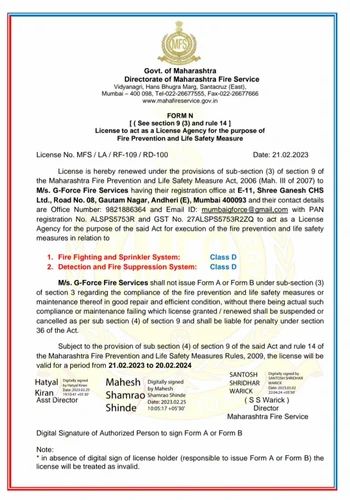 MFS
Govt. of Maharashtra
Directorate of Maharashtra Fire Service
Vidyanagri, Hans Bhugra Marg, Santacruz (East),
Mumbai – 400 098, Tel-022-26677555, Fax-022-26677666
www.mahafireservice.gov.in
FORM N
[ ( See section 9 (3) and rule 14 ]
License to act as a License Agency for the purpose of
Fire Prevention and Life Safety Measure
License No. MFS / LA / RF-109 / RD-100 Date: 21.02.2023
License is hereby renewed under the provisions of sub-section (3) of section 9 of
the Maharashtra Fire Prevention and Life Safety Measure Act, 2006 (Mah. III of 2007) to
M/s. G-Force Fire Services having their registration office at E-11, Shree Ganesh CHS
Ltd., Road No. 08, Gautam Nagar, Andheri (E), Mumbai 400093 and their contact details
are Office Number: 9821886364 and Email ID: mumbaigforce@gmail.com with PAN
registration No. ALSPS5753R and GST No. 27ALSPS5753R2ZQ to act as a License
Agency for the purpose of the said Act for execution of the fire prevention and life safety
measures in relation to
1. Fire Fighting and Sprinkler System: Class D
2. Detection and Fire Suppression System: Class D
M/s. G-Force Fire Services shall not issue Form A or Form B under sub-section (3)
of section 3 regarding the compliance of the fire prevention and life safety measures or
maintenance thereof in good repair and efficient condition, without there being actual such
compliance or maintenance failing which license granted / renewed shall be suspended or
cancelled as per sub section (4) of section 9 and shall be liable for penalty under section
36 of the Act.
Subject to the provision of sub section (4) of section 9 of the said Act and rule 14 of
the Maharashtra Fire Prevention and Life Safety Measures Rules, 2009, the license will be
valid for a period from 21.02.2023 to 20.02.2024
Hatyal
Kiran
Digitally signed
by Hatyal Kiran
Asst Director
Mahesh
Shamrao
Shinde
Digitally signed
by Mahesh
Shamrao Shinde
Date: 2023.02.25
10:05:17 +05'30'
SANTOSH
SHRIDHAR
WARICK
Digitally signed by
SANTOSH SHRIDHAR
WARICK
( S S Warick )
Director
Maharashtra Fire Service
Digital Signature of Authorized Person to sign Form A or Form B
Note:
* in absence of digital sign of license holder (responsible to issue Form A or Form B) the
license will be treated as invalid.